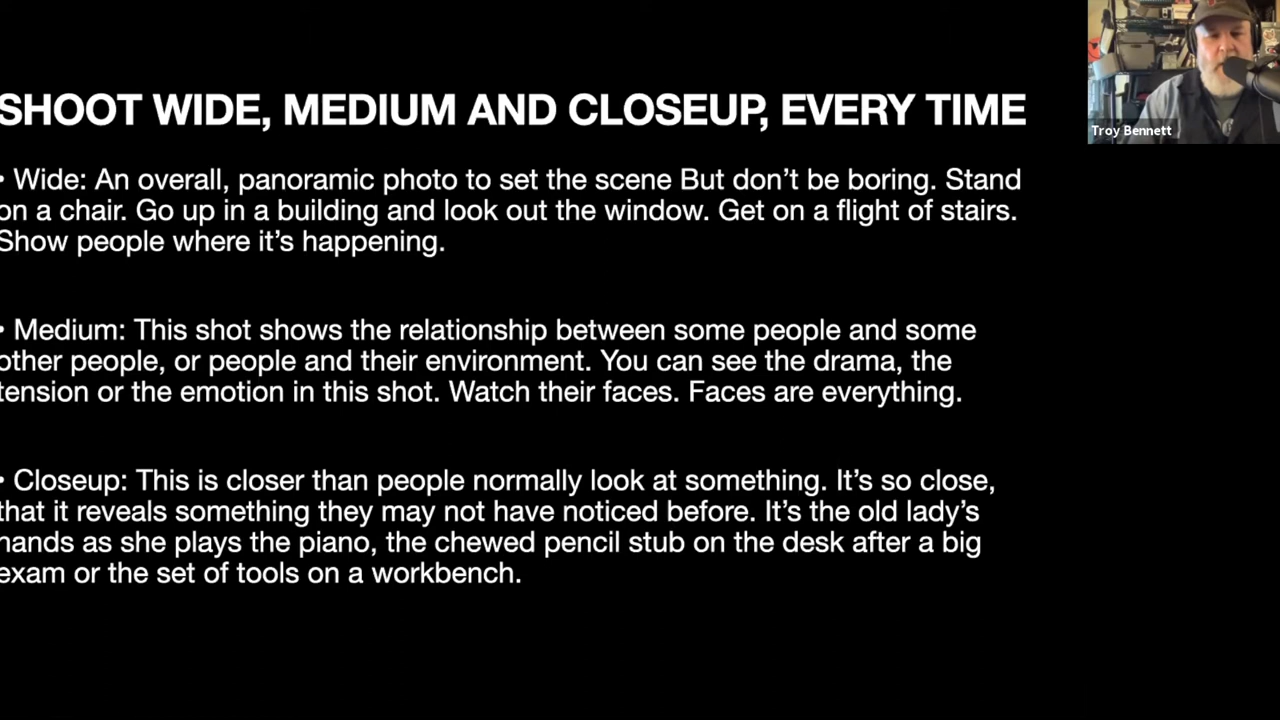 SHOOT WIDE, MEDIUM AND CLOSEUP, EVERY TIME
Troy Bennett
• Wide: An overall, panoramic photo to set the scene But don’t be boring. Stand
on a chair. Go up in a building and look out the window. Get on a flight of stairs.
Show people where it’s happening.
• Medium: This shot shows the relationship between some people and some
other people, or people and their environment. You can see the drama, the
tension or the emotion in this shot. Watch their faces. Faces are everything.
• Closeup: This is closer than people normally look at something. It’s so close,
that it reveals something they may not have noticed before. It’s the old lady’s
hands as she plays the piano, the chewed pencil stub on the desk after a big
exam or the set of tools on a workbench.